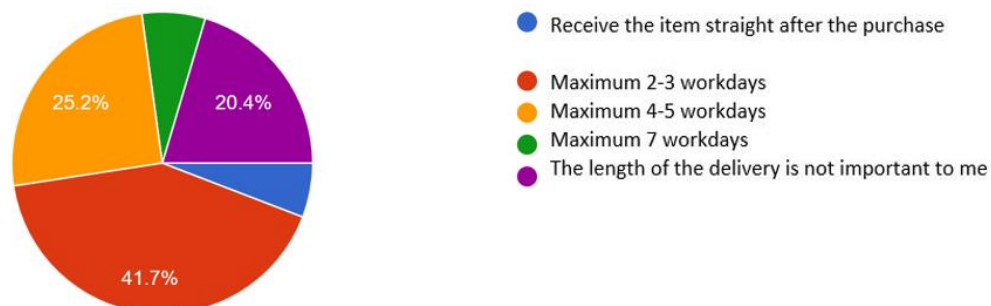 Receive the item straight after the purchase
Maximum 2-3 workdays
Maximum 4-5 workdays
Maximum 7 workdays
The length of the delivery is not important to me
25.2%
20.4%
41.7%